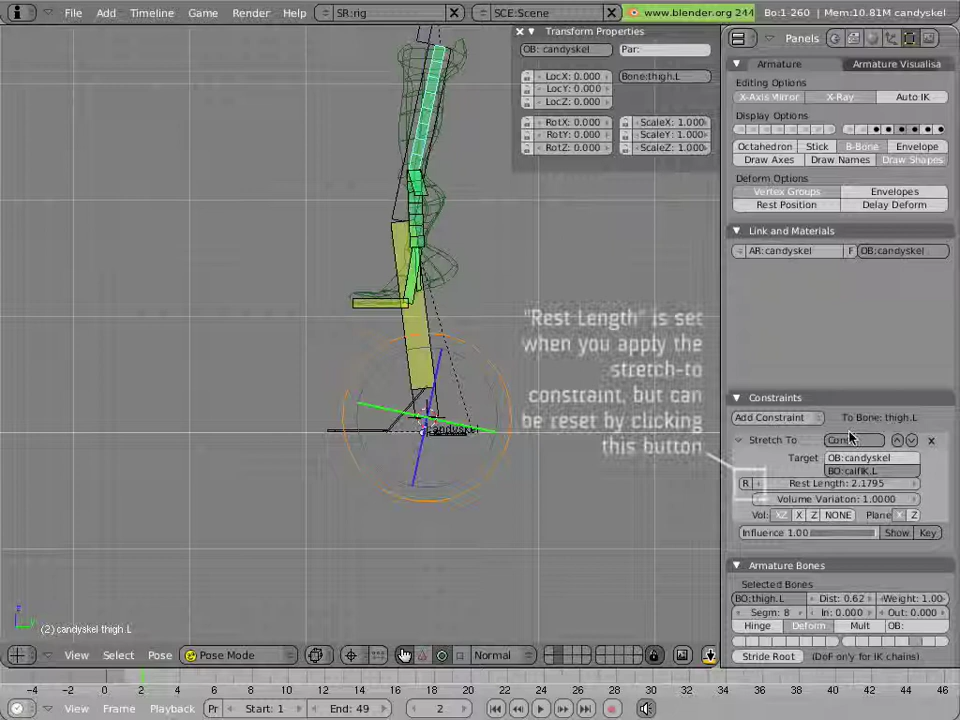 File Add Timeline Game Render Help SR:rig SCE:Scene www.blender.org 244 Bo:1-260 | Mem:10.81M candyskel
Transform Properties
OB: candyskel Par:
LocX: 0.000 Bone:thigh.L
LocY: 0.000
LocZ: 0.000
RotX: 0.000 ScaleX: 1.000
RotY: 0.000 ScaleY: 1.000
RotZ: 0.000 ScaleZ: 1.000
Panels
Armature Armature Visualisa
Editing Options
X-Axis Mirror X-Ray Auto IK
Display Options
Octahedron Stick B-Bone Envelope
Draw Axes Draw Names Draw Shapes
Deform Options
Vertex Groups Envelopes
Rest Position Delay Deform
Link and Materials
AR:candyskel F OB:candyskel
"Rest Length" is set
when you apply the
stretch-to
constraint, but can
be reset by clicking
this button
candyskel
Constraints
Add Constraint To Bone: thigh.L
Stretch To Con X
Target OB:candyskel
BO:calfIK.L
R Rest Length: 2.1795
Volume Variaton: 1.0000
Vol: XZ X Z NONE Plane X Z
Influence 1.00 Show Key
Armature Bones
Selected Bones
BO:thigh.L Dist: 0.62 Weight: 1.00
Segm: 8 In: 0.000 Out: 0.000
Hinge Deform Mult OB:
Stride Root (DoF only for IK chains)
z
(2) candyskel thigh.L
View Select Pose Pose Mode Normal
-4 -2 0 2 4 6 8 10 12 14 16 18 20 22 24 26 28 30 32 34 36 38 40 42 44 46
View Frame Playback Pr Start: 1 End: 49 2